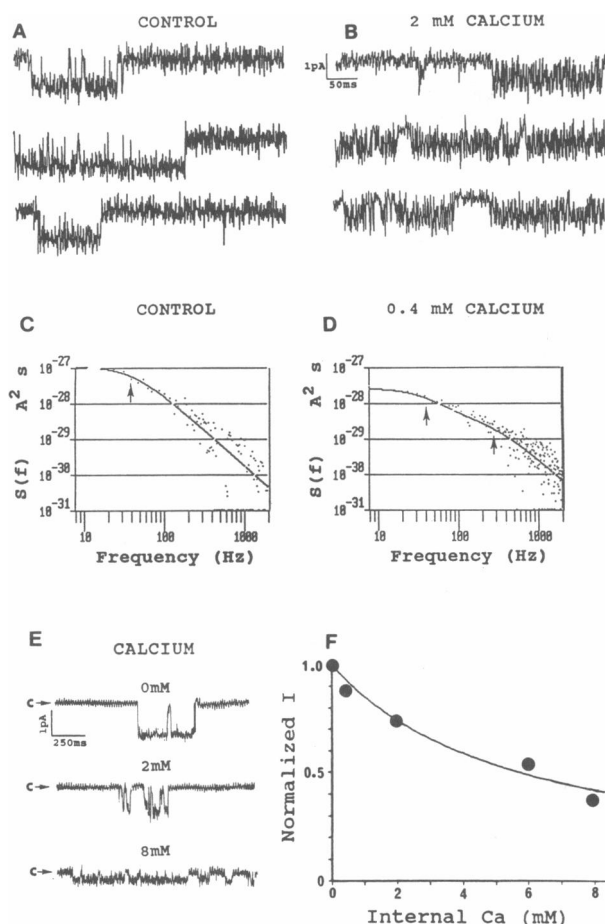 A CONTROL
B 2 mM CALCIUM
1pA
50ms
C CONTROL
D 0.4 mM CALCIUM
S(f) A² s
10-27
10-28
10-29
10-38
10-31
10 100 1000
Frequency (Hz)
S(f) A² s
10-27
10-28
10-29
10-38
10-31
10 100 1000
Frequency (Hz)
E CALCIUM
0mM
C
1pA
250ms
2mM
C
8mM
C
F
Normalized I
1.0
0.5
0
0 2 4 6 8
Internal Ca (mM)